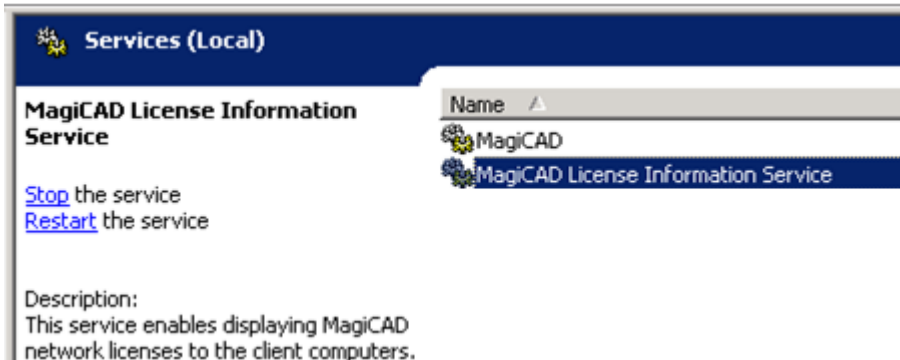 Services (Local)
MagiCAD License Information
Service
Stop the service
Restart the service
Description:
This service enables displaying MagiCAD
network licenses to the client computers.
Name
MagiCAD
MagiCAD License Information Service